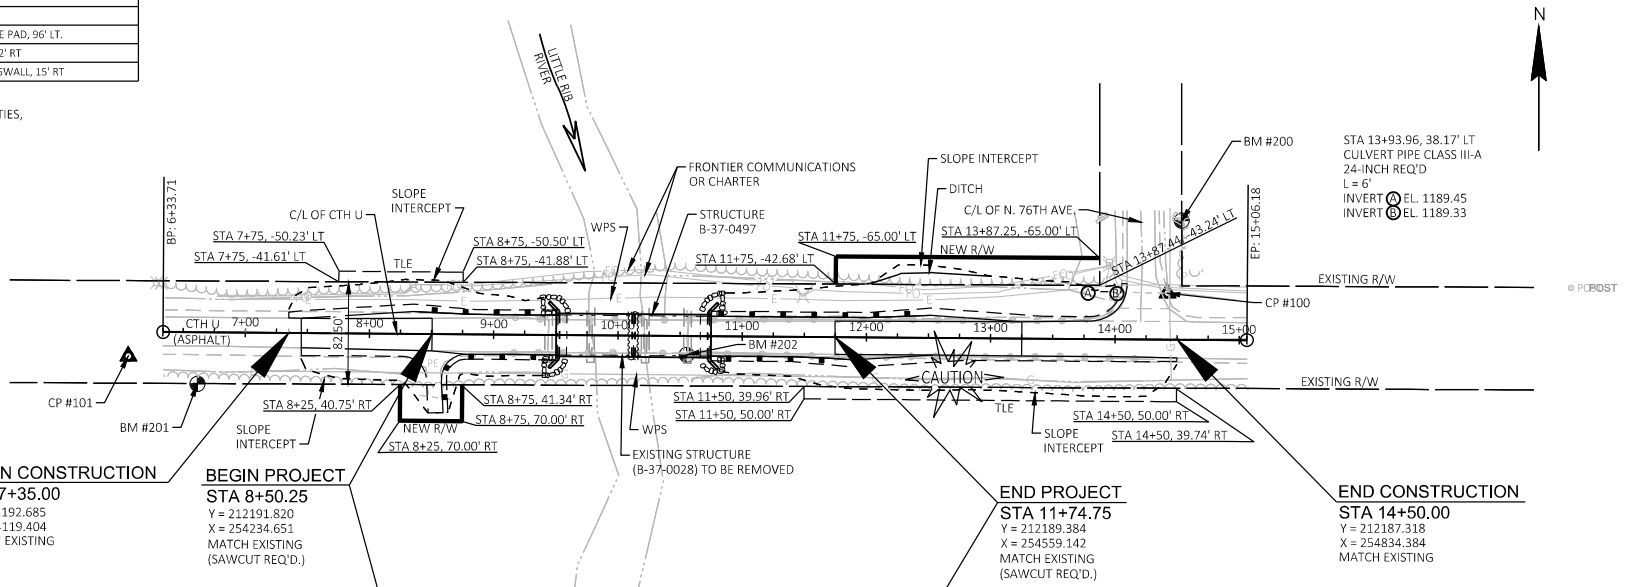 E PAD, 96' LT.
2' RT
GWALL, 15' RT
TIES,
N
LITTLE RIB
RIVER
BM #200
STA 13+93.96, 38.17' LT
CULVERT PIPE CLASS III-A
24-INCH REQ'D
L = 6'
INVERT A EL. 1189.45
INVERT B EL. 1189.33
FRONTIER COMMUNICATIONS
OR CHARTER
SLOPE INTERCEPT
DITCH
BP: 6+33.71
SLOPE
INTERCEPT
C/L OF CTH U
STRUCTURE
B-37-0497
C/L OF N. 76TH AVE.
EP: 15+06.18
WPS
STA 7+75, -50.23' LT
STA 8+75, -50.50' LT
STA 11+75, -65.00' LT
STA 13+87.25, -65.00' LT
STA 13+87.44, -43.24' LT
STA 7+75, -41.61' LT
TLE
STA 8+75, -41.88' LT
STA 11+75, -42.68' LT
NEW R/W
EXISTING R/W
POST
A
B
CP #100
CTH U
(ASPHALT)
7+00
8+00
9+00
10+00
11+00
12+00
13+00
14+00
15+00
82.50'
BM #202
CAUTION
EXISTING R/W
CP #101
BM #201
STA 8+25, 40.75' RT
STA 8+75, 41.34' RT
STA 11+50, 39.96' RT
TLE
STA 8+75, 70.00' RT
STA 11+50, 50.00' RT
STA 14+50, 50.00' RT
SLOPE
INTERCEPT
NEW R/W
STA 8+25, 70.00' RT
WPS
SLOPE
INTERCEPT
STA 14+50, 39.74' RT
EXISTING STRUCTURE
(B-37-0028) TO BE REMOVED
N CONSTRUCTION
7+35.00
192.685
119.404
EXISTING
BEGIN PROJECT
STA 8+50.25
Y = 212191.820
X = 254234.651
MATCH EXISTING
(SAWCUT REQ'D.)
END PROJECT
STA 11+74.75
Y = 212189.384
X = 254559.142
MATCH EXISTING
(SAWCUT REQ'D.)
END CONSTRUCTION
STA 14+50.00
Y = 212187.318
X = 254834.384
MATCH EXISTING